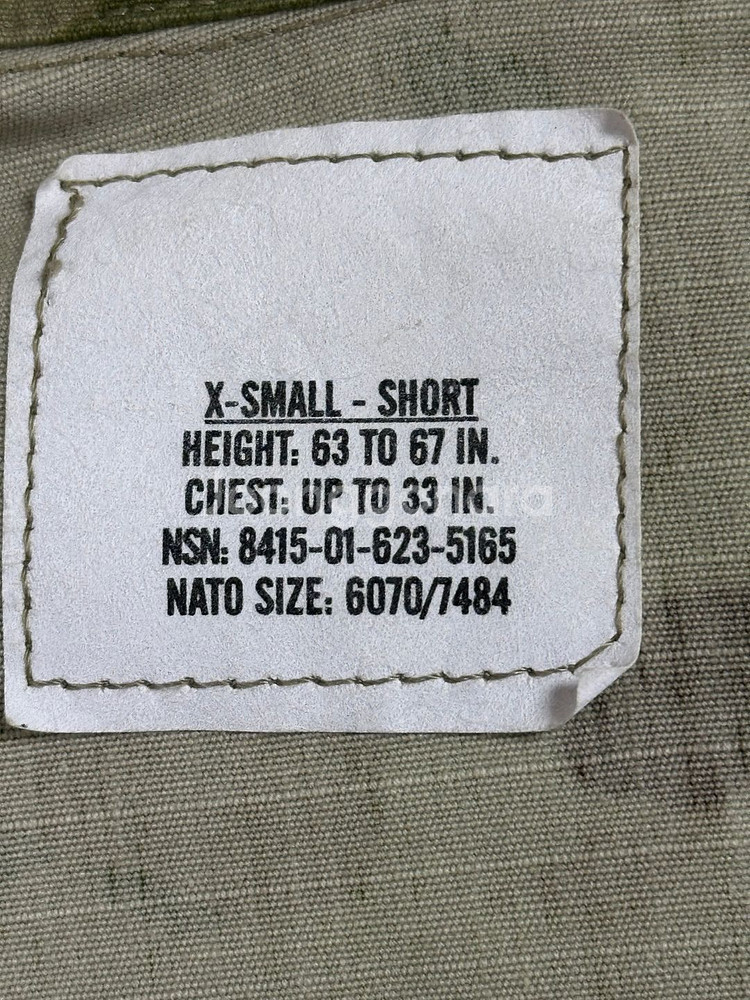 X-SMALL - SHORT
HEIGHT: 63 TO 67 IN.
CHEST: UP TO 33 IN.
NSN: 8415-01-623-5165
NATO SIZE: 6070/7484